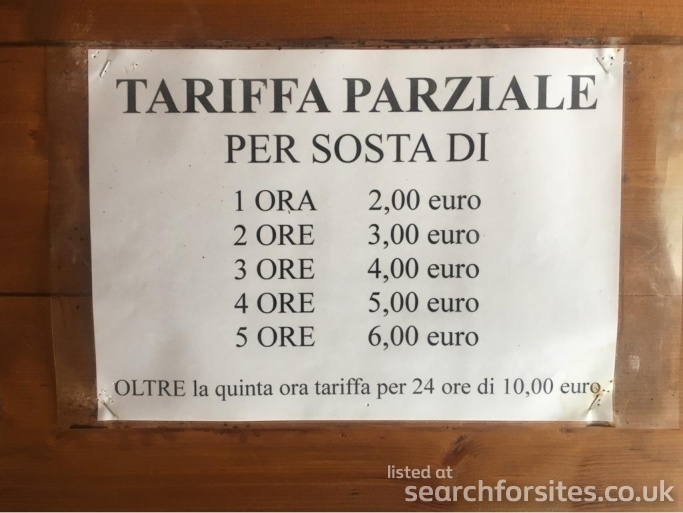 TARIFFA PARZIALE
PER SOSTA DI
1 ORA 2,00 euro
2 ORE 3,00 euro
3 ORE 4,00 euro
4 ORE 5,00 euro
5 ORE 6,00 euro
OLTRE la quinta ora tariffa per 24 ore di 10,00 euro.
listed at
searchforsites.co.uk